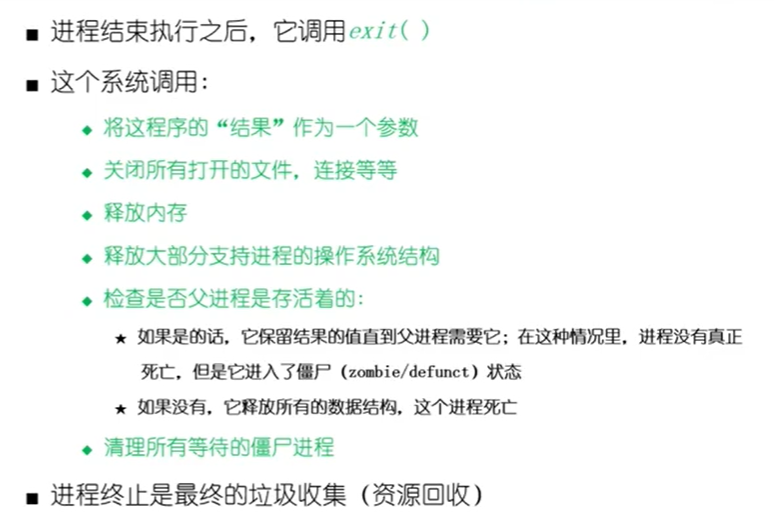 ■ 进程结束执行之后，它调用exit( )
■ 这个系统调用：
◆ 将这程序的“结果”作为一个参数
◆ 关闭所有打开的文件，连接等等
◆ 释放内存
◆ 释放大部分支持进程的操作系统结构
◆ 检查是否父进程是存活着的：
★ 如果是的话，它保留结果的值直到父进程需要它；在这种情况里，进程没有真正
死亡，但是它进入了僵尸（zombie/defunct）状态
★ 如果没有，它释放所有的数据结构，这个进程死亡
◆ 清理所有等待的僵尸进程
■ 进程终止是最终的垃圾收集（资源回收）